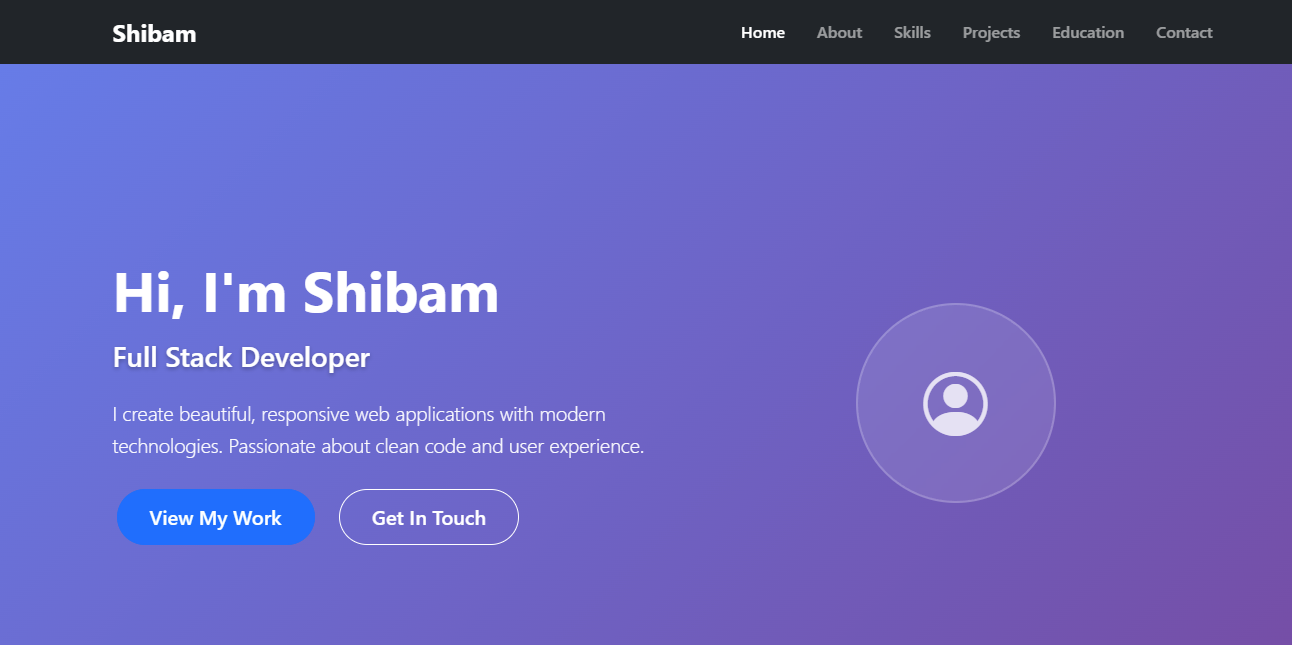 Shibam
Home About Skills Projects Education Contact
Hi, I'm Shibam
Full Stack Developer
I create beautiful, responsive web applications with modern
technologies. Passionate about clean code and user experience.
View My Work
Get In Touch